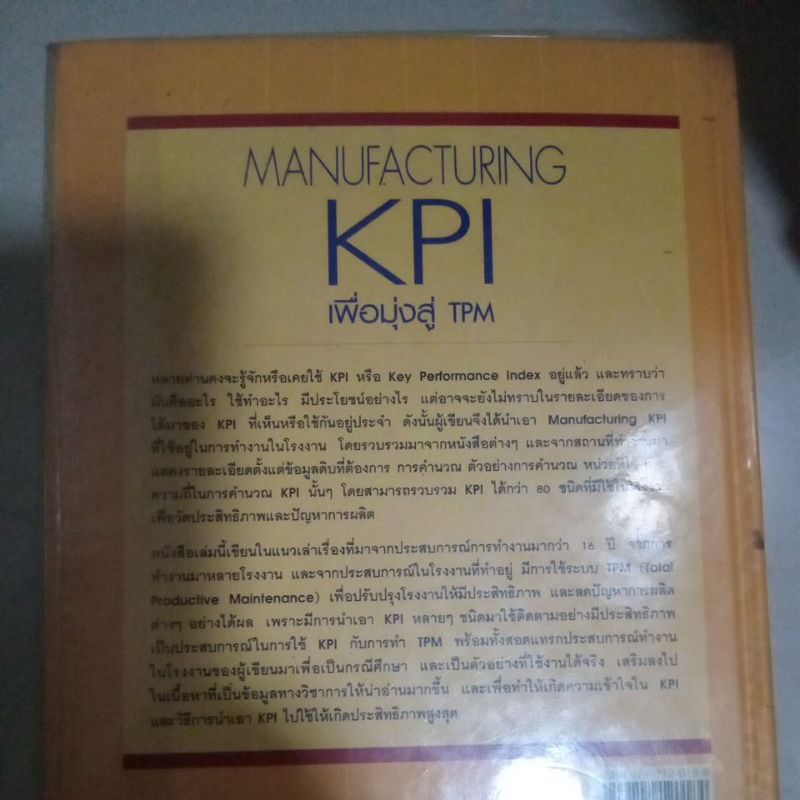 MANUFACTURING
KPI
เพื่อมุ่งสู่ TPM
หลายท่านคงจะรู้จักหรือเคยใช้ KPI หรือ Key Performance Index อยู่แล้ว และทราบว่า
มันคืออะไร ใช้ทำอะไร มีประโยชน์อย่างไร แต่อาจจะยังไม่ทราบในรายละเอียดของการ
ได้มาของ KPI ที่เห็นหรือใช้กันอยู่ประจำ ดังนั้นผู้เขียนจึงได้นำเอา Manufacturing KPI
ที่ใช้อยู่ในการทำงานในโรงงาน โดยรวบรวมมาจากหนังสือต่างๆ และจากสถานที่ทำงานมา
แสดงรายละเอียดตั้งแต่ข้อมูลดิบที่ต้องการ การคำนวณ ตัวอย่างการคำนวณ หน่วยที่ใช้
ความถี่ในการคำนวณ KPI นั้นๆ โดยสามารถรวบรวม KPI ได้กว่า 80 ชนิดที่มีใช้
เพื่อวัดประสิทธิภาพและปัญหาการผลิต
หนังสือเล่มนี้เขียนในแนวเล่าเรื่องที่มาจากประสบการณ์การทำงานมากว่า 16 ปี จากการ
ทำงานมาหลายโรงงาน และจากประสบการณ์ในโรงงานที่ทำอยู่ มีการใช้ระบบ TPM (Total
Productive Maintenance) เพื่อปรับปรุงโรงงานให้มีประสิทธิภาพ และลดปัญหาการผลิต
ต่างๆ อย่างได้ผล เพราะมีการนำเอา KPI หลายๆ ชนิดมาใช้ติดตามอย่างมีประสิทธิภาพ
เป็นประสบการณ์ในการใช้ KPI กับการทำ TPM พร้อมทั้งสอดแทรกประสบการณ์ทำงาน
ในโรงงานของผู้เขียนมาเพื่อเป็นกรณีศึกษา และเป็นตัวอย่างที่ใช้งานได้จริง เสริมลงไป
ในเนื้อหาที่เป็นข้อมูลทางวิชาการให้น่าอ่านมากขึ้น และเพื่อทำให้เกิดความเข้าใจใน KPI
และวิธีการนำเอา KPI ไปใช้ให้เกิดประสิทธิภาพสูงสุด